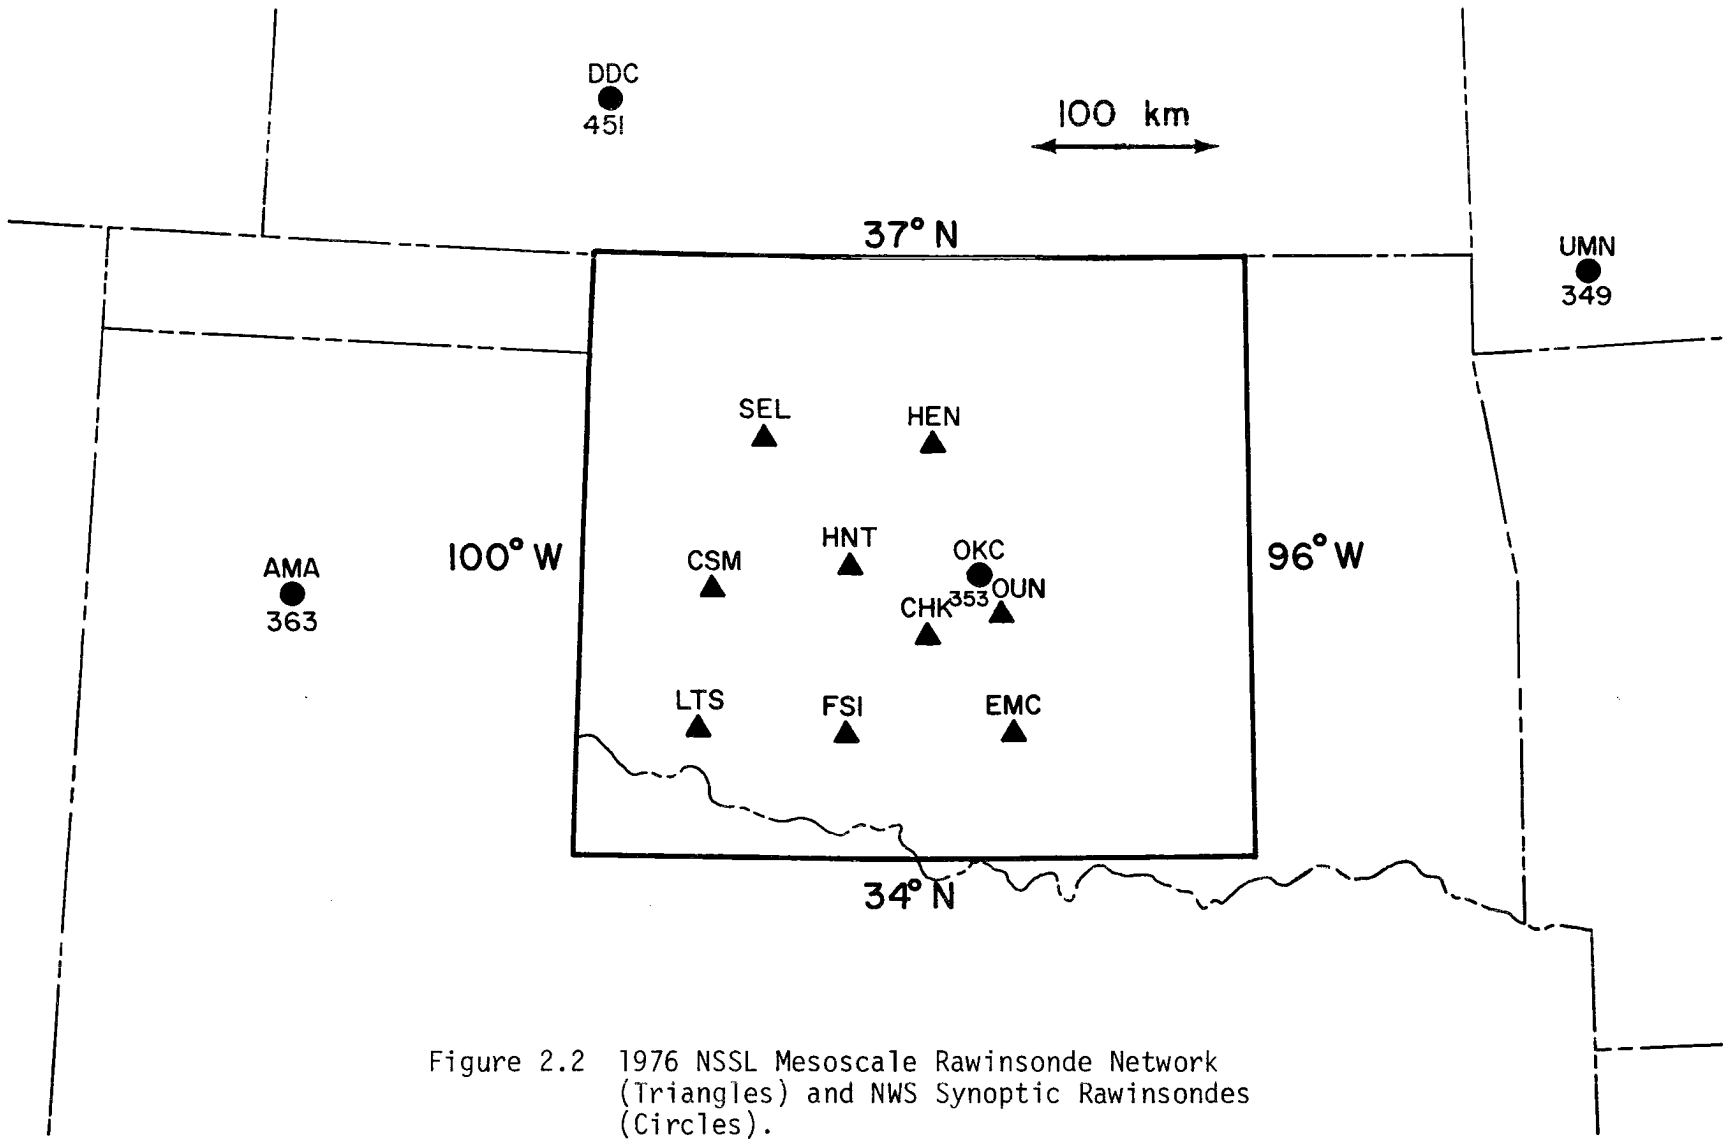 DDC
451
100 km
37° N
UMN
349
SEL
HEN
HNT
OKC
100° W
96° W
CSM
AMA
353
OUN
363
CHK
LTS
FSI
EMC
34° N
Figure 2.2 1976 NSSL Mesoscale Rawinsonde Network
(Triangles) and NWS Synoptic Rawinsondes
(Circles).